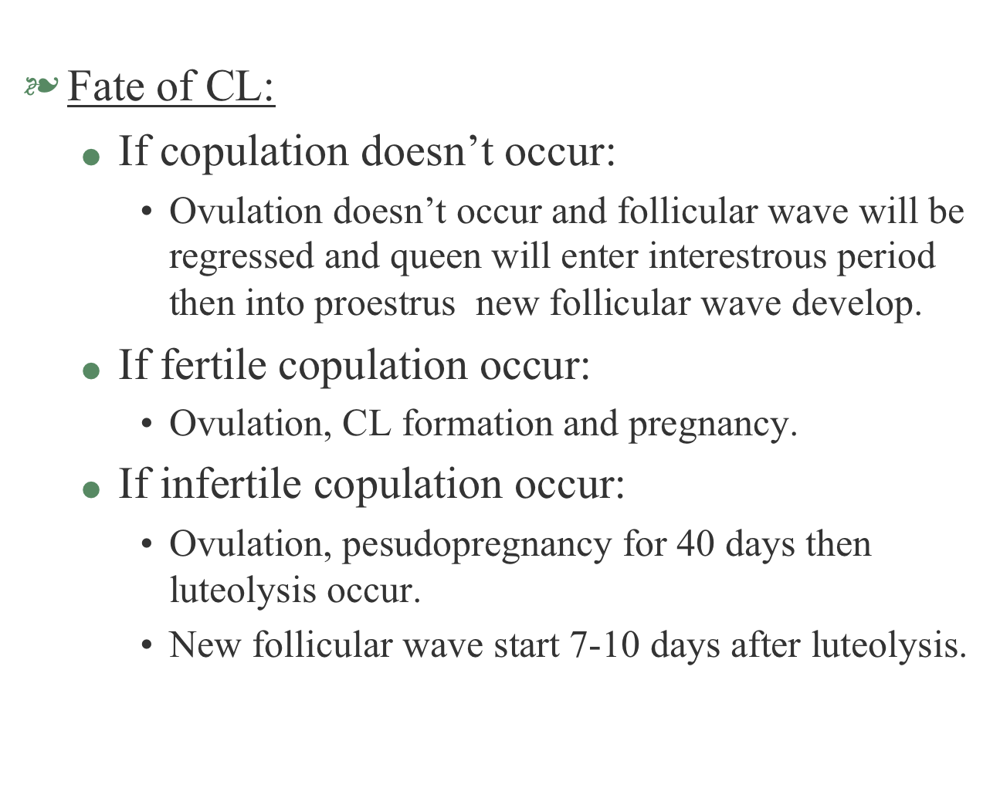 Fate of CL:
If copulation doesn’t occur:
• Ovulation doesn’t occur and follicular wave will be
regressed and queen will enter interestrous period
then into proestrus  new follicular wave develop.
If fertile copulation occur:
• Ovulation, CL formation and pregnancy.
If infertile copulation occur:
• Ovulation, pesudopregnancy for 40 days then
luteolysis occur.
• New follicular wave start 7-10 days after luteolysis.